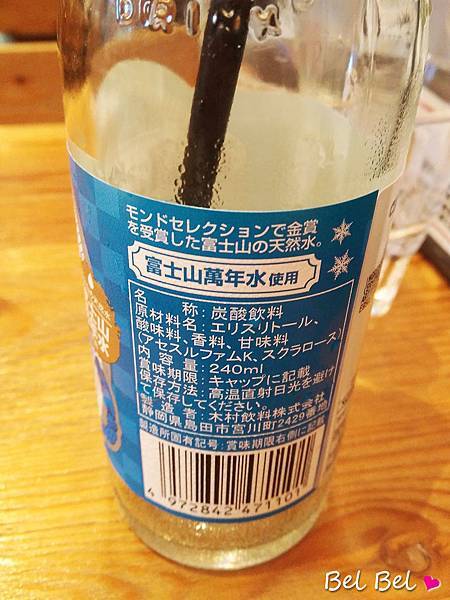 モンドセレクションで金賞
を受賞した富士山の天然水。
富士山萬年水使用
名 称:炭酸飲料
原材料名:エリスリトール、
酸味料、香料、甘味料
(アセスルファムK、スクラロース)
内 容 量:240ml
賞味期限:キャップに記載
保存方法:高温直射日光を避け
て保存してください。
製 造 者:木村飲料株式会社
静岡県島田市宮川町2429番地
製造所固有記号:賞味期限右側に記載
4 972842 471101
Bel Bel